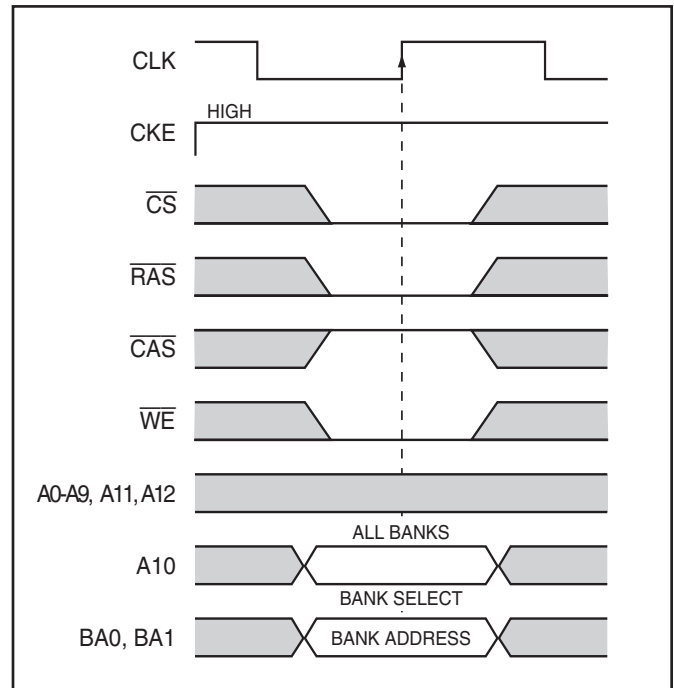 CLK
HIGH
CKE
CS
RAS
CAS
WE
A0-A9, A11, A12
ALL BANKS
A10
BANK SELECT
BA0, BA1 BANK ADDRESS